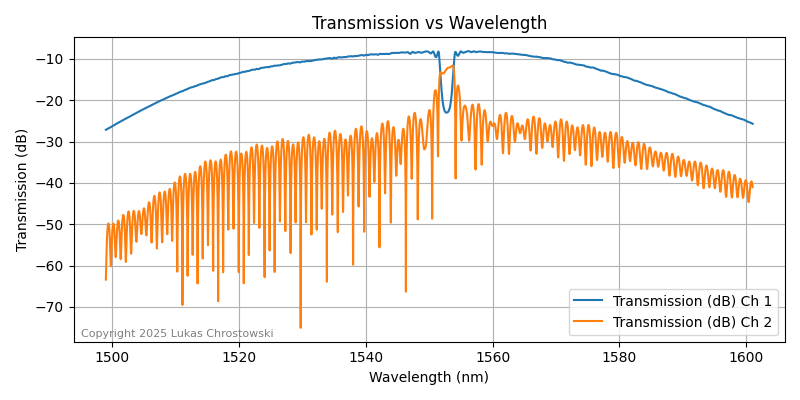 Transmission vs Wavelength
Transmission (dB)
−10
−20
−30
−40
−50
−60
−70
Copyright 2025 Lukas Chrostowski
Transmission (dB) Ch 1
Transmission (dB) Ch 2
1500 1520 1540 1560 1580 1600
Wavelength (nm)